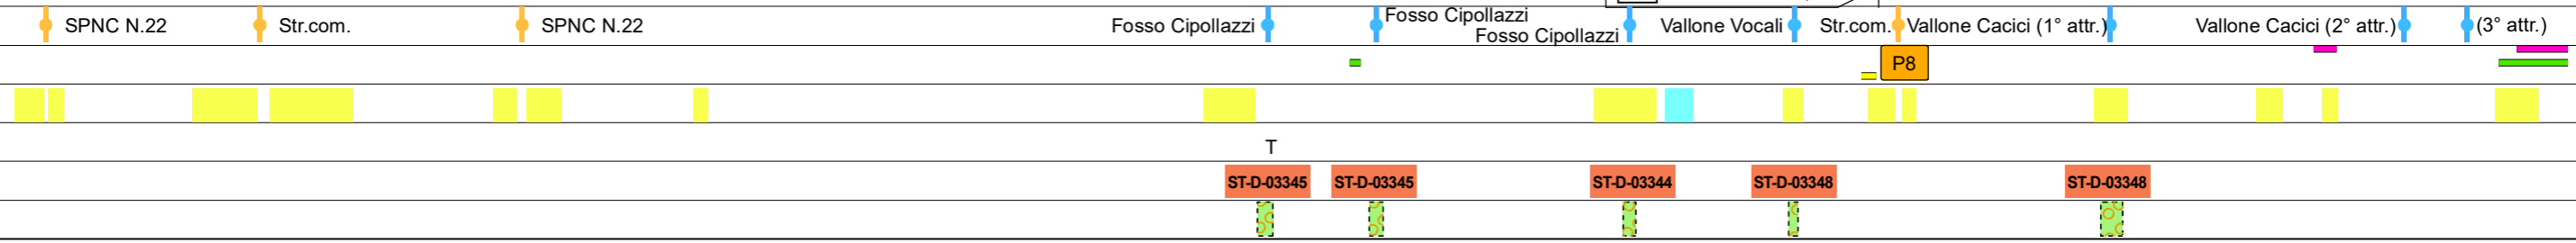 SPNC N.22
Str.com.
SPNC N.22
Fosso Cipollazzi
Fosso Cipollazzi
Fosso Cipollazzi
Vallone Vocali
Str.com.
Vallone Cacici (1° attr.)
Vallone Cacici (2° attr.)
(3° attr.)
P8
T
ST-D-03345
ST-D-03345
ST-D-03344
ST-D-03348
ST-D-03348